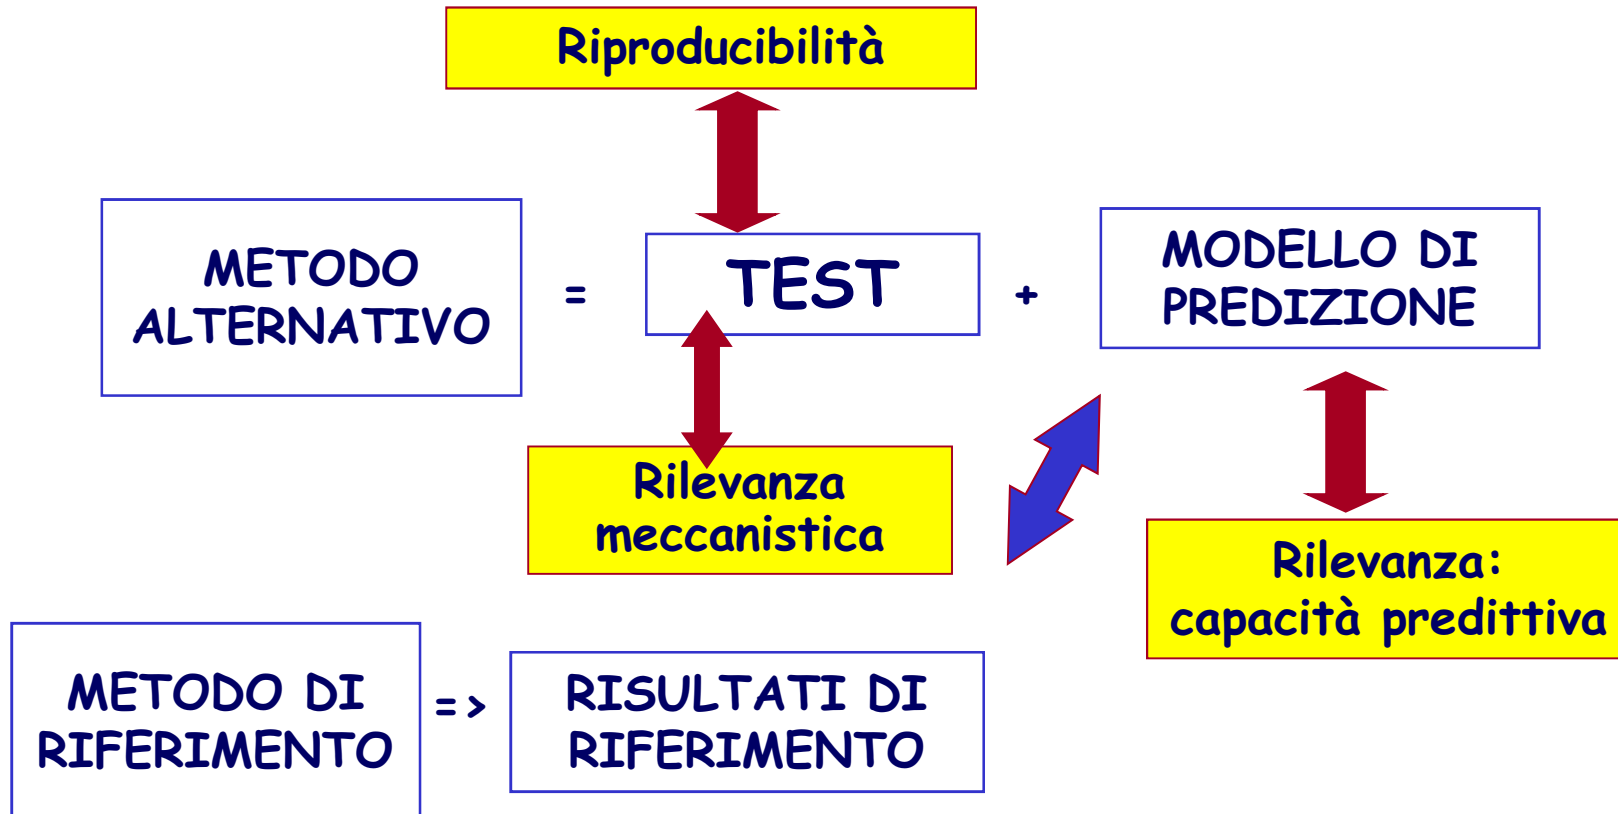 Riproducibilità
METODO
ALTERNATIVO
=
TEST
+
MODELLO DI
PREDIZIONE
Rilevanza
meccanistica
Rilevanza:
capacità predittiva
METODO DI
RIFERIMENTO
=>
RISULTATI DI
RIFERIMENTO